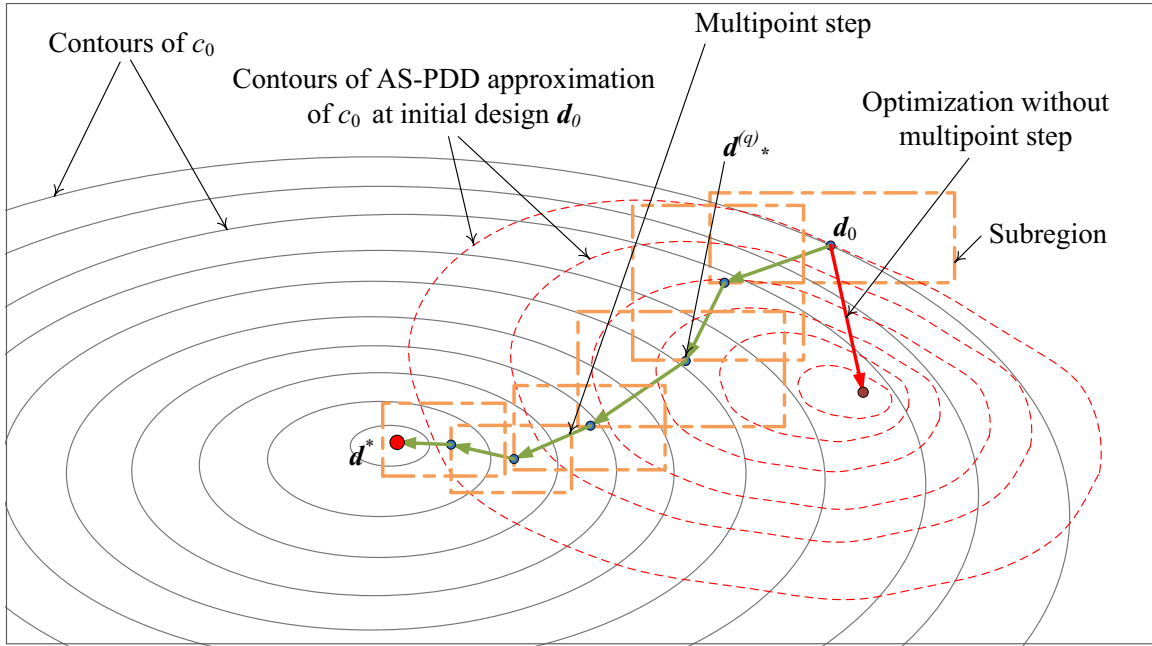 Multipoint step
Contours of c₀
Contours of AS-PDD approximation
of c₀ at initial design d₀
Optimization without
multipoint step
d⁽q⁾*
d₀
Subregion
d*